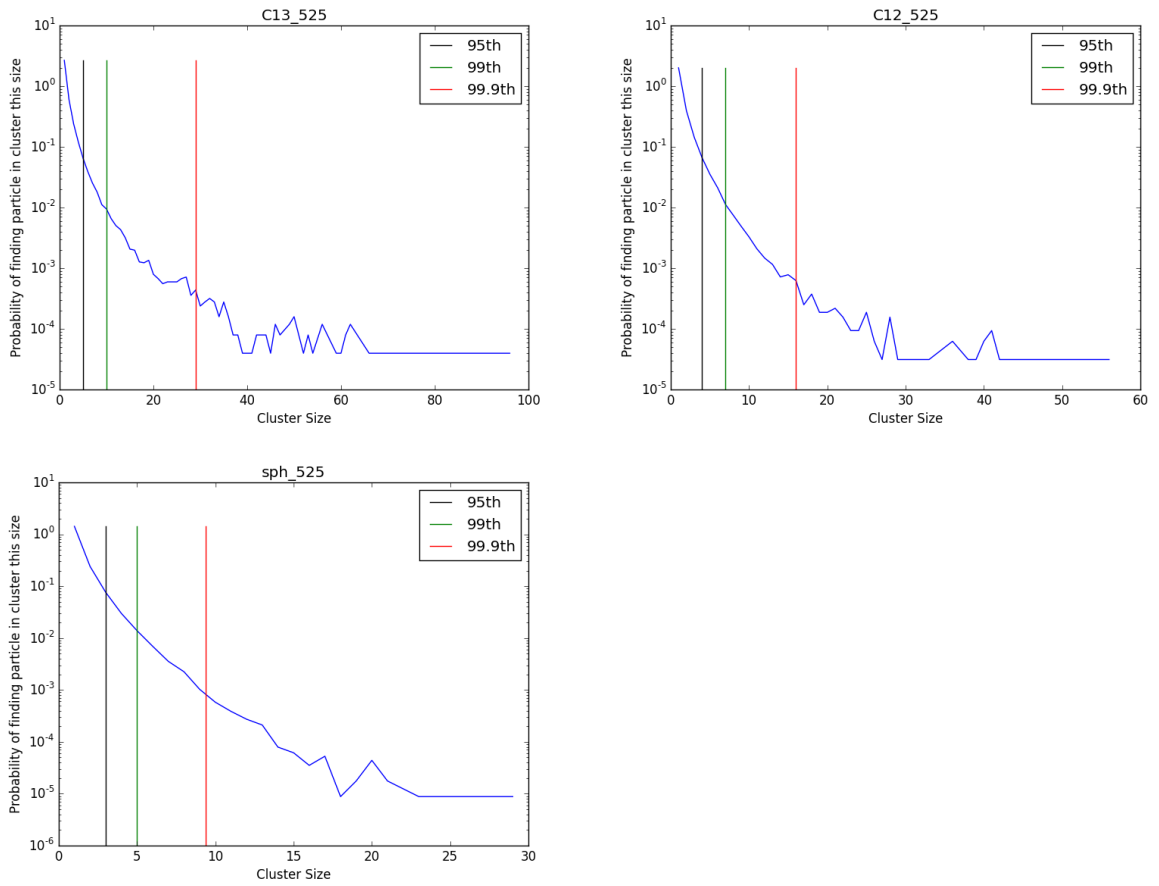 C13_525
Probability of finding particle in cluster this size
10^1
10^0
10^-1
10^-2
10^-3
10^-4
10^-5
95th
99th
99.9th
0 20 40 60 80 100
Cluster Size
C12_525
Probability of finding particle in cluster this size
10^1
10^0
10^-1
10^-2
10^-3
10^-4
10^-5
95th
99th
99.9th
0 10 20 30 40 50 60
Cluster Size
sph_525
Probability of finding particle in cluster this size
10^1
10^0
10^-1
10^-2
10^-3
10^-4
10^-5
10^-6
95th
99th
99.9th
0 5 10 15 20 25 30
Cluster Size